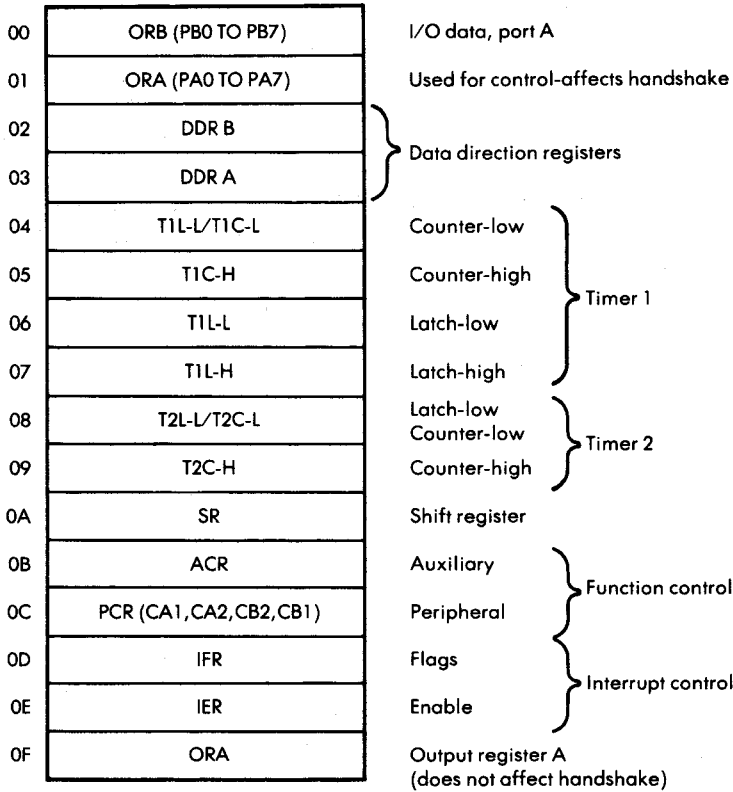 00 ORB (PB0 TO PB7) I/O data, port A
01 ORA (PA0 TO PA7) Used for control-affects handshake
02 DDR B
Data direction registers
03 DDR A
04 T1L-L/T1C-L Counter-low
05 T1C-H Counter-high
Timer 1
06 T1L-L Latch-low
07 T1L-H Latch-high
08 T2L-L/T2C-L Latch-low
Counter-low
Timer 2
09 T2C-H Counter-high
0A SR Shift register
0B ACR Auxiliary
Function control
0C PCR (CA1,CA2,CB2,CB1) Peripheral
0D IFR Flags
Interrupt control
0E IER Enable
0F ORA Output register A
(does not affect handshake)